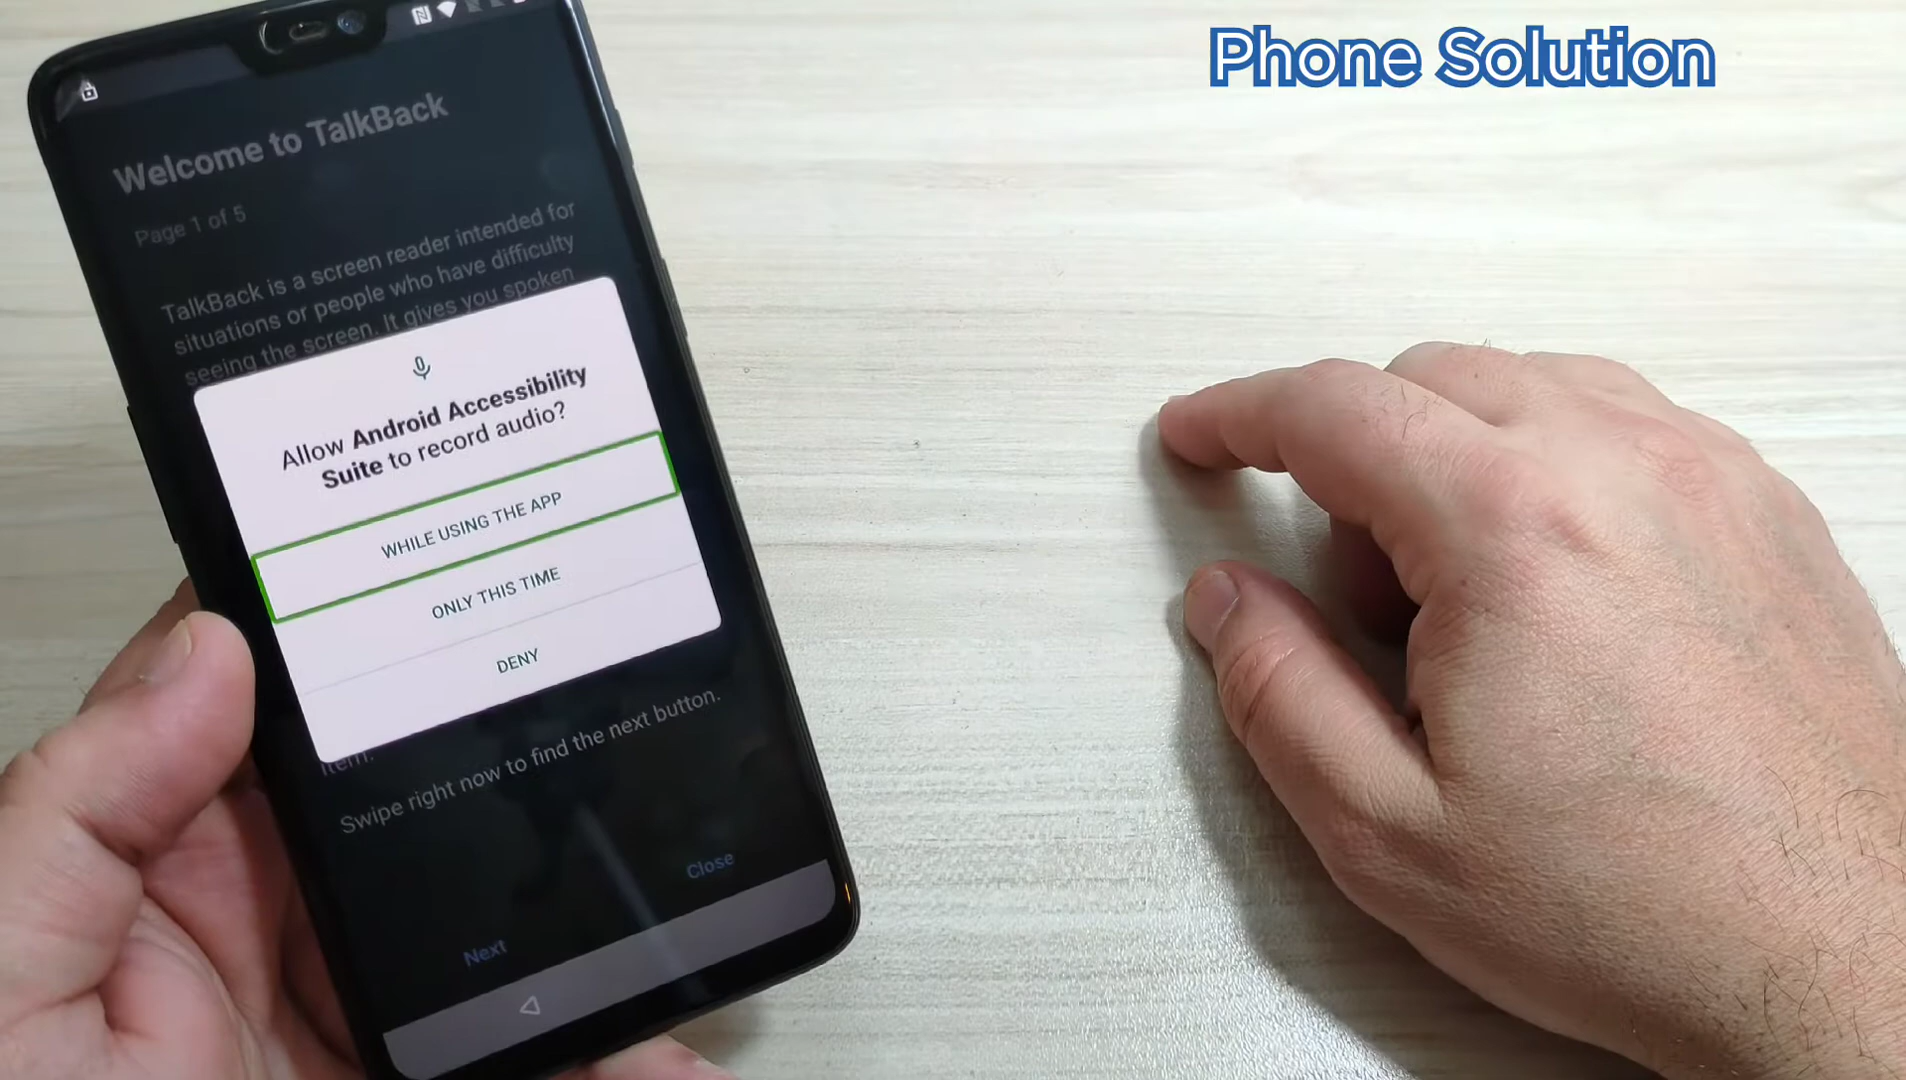 Phone Solution
Welcome to TalkBack
Page 1 of 5
TalkBack is a screen reader intended for
situations or people who have difficulty
seeing the screen. It gives you spoken
Allow Android Accessibility
Suite to record audio?
WHILE USING THE APP
ONLY THIS TIME
DENY
item.
Swipe right now to find the next button.
Close
Next